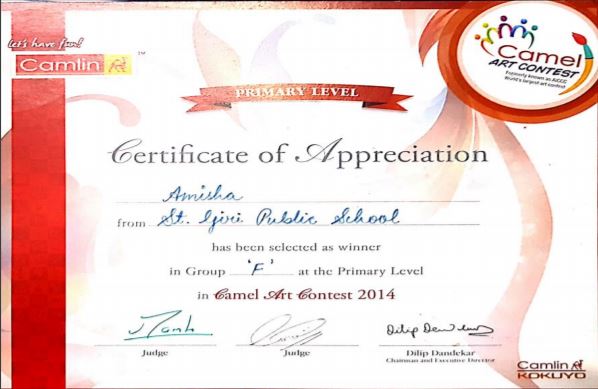 Let's have fun!
Camlin
TM
Camel
ART CONTEST
Formerly known as AICCC
World's largest art contest
PRIMARY LEVEL
Certificate of Appreciation
Amisha
from St. Giri Public School
has been selected as winner
in Group 'F' at the Primary Level
in Camel Art Contest 2014
Judge
Judge
Dilip Dandekar
Chairman and Executive Director
Camlin
KOKUYO